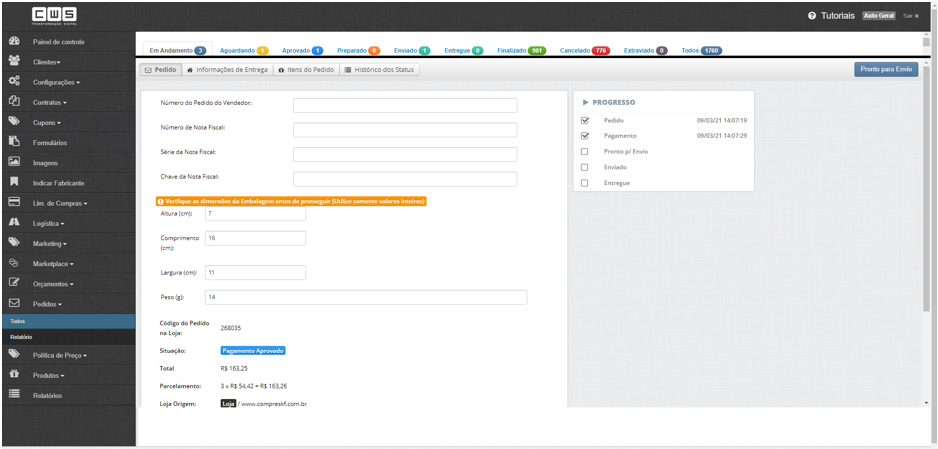 CWS
TRANSFORMAÇÃO DIGITAL
Tutoriais Auto Geral Sair
Painel de controle
Clientes
Configurações
Contratos
Cupons
Formulários
Imagens
Indicar Fabricante
Lim. de Compras
Logística
Marketing
Marketplace
Orçamentos
Pedidos
Todos
Relatório
Política de Preço
Produtos
Relatórios
Em Andamento 3 Aguardando 1 Aprovado 1 Preparado 0 Enviado 1 Entregue 0 Finalizado 981 Cancelado 776 Extraviado 0 Todos 1760
Pedido Informações de Entrega Itens do Pedido Histórico dos Status Pronto para Envio
Número do Pedido do Vendedor:
Número de Nota Fiscal:
Série da Nota Fiscal:
Chave da Nota Fiscal:
Verifique as dimensões da Embalagem antes de prosseguir (Utilize somente valores inteiros)
Altura (cm): 7
Comprimento (cm): 16
Largura (cm): 11
Peso (g): 14
Código do Pedido na Loja: 268035
Situação: Pagamento Aprovado
Total R$ 163,25
Parcelamento: 3 x R$ 54,42 = R$ 163,26
Loja Origem: Loja / www.compreskf.com.br
PROGRESSO
Pedido 09/03/21 14:07:19
Pagamento 09/03/21 14:07:29
Pronto p/ Envio
Enviado
Entregue